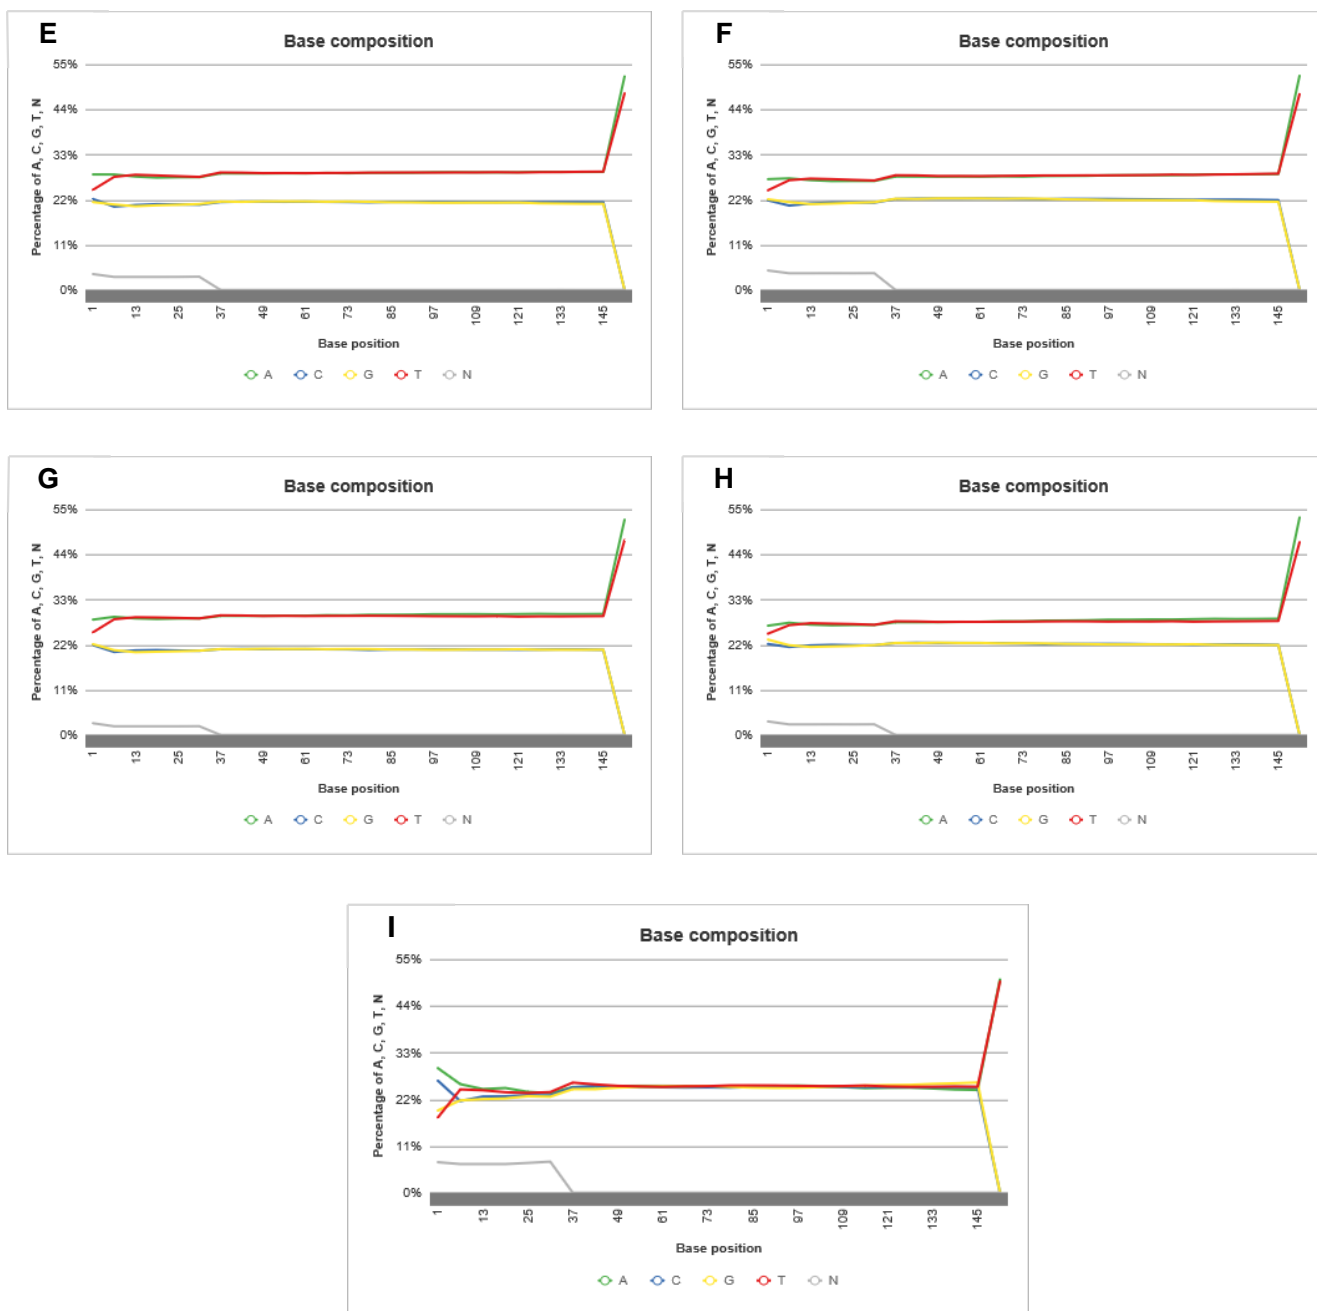 E
Base composition
Percentage of A, C, G, T, N
55%
44%
33%
22%
11%
0%
1 13 25 37 49 61 73 85 97 109 121 133 145
Base position
A C G T N
F
Base composition
Percentage of A, C, G, T, N
55%
44%
33%
22%
11%
0%
1 13 25 37 49 61 73 85 97 109 121 133 145
Base position
A C G T N
G
Base composition
Percentage of A, C, G, T, N
55%
44%
33%
22%
11%
0%
1 13 25 37 49 61 73 85 97 109 121 133 145
Base position
A C G T N
H
Base composition
Percentage of A, C, G, T, N
55%
44%
33%
22%
11%
0%
1 13 25 37 49 61 73 85 97 109 121 133 145
Base position
A C G T N
I
Base composition
Percentage of A, C, G, T, N
55%
44%
33%
22%
11%
0%
1 13 25 37 49 61 73 85 97 109 121 133 145
Base position
A C G T N